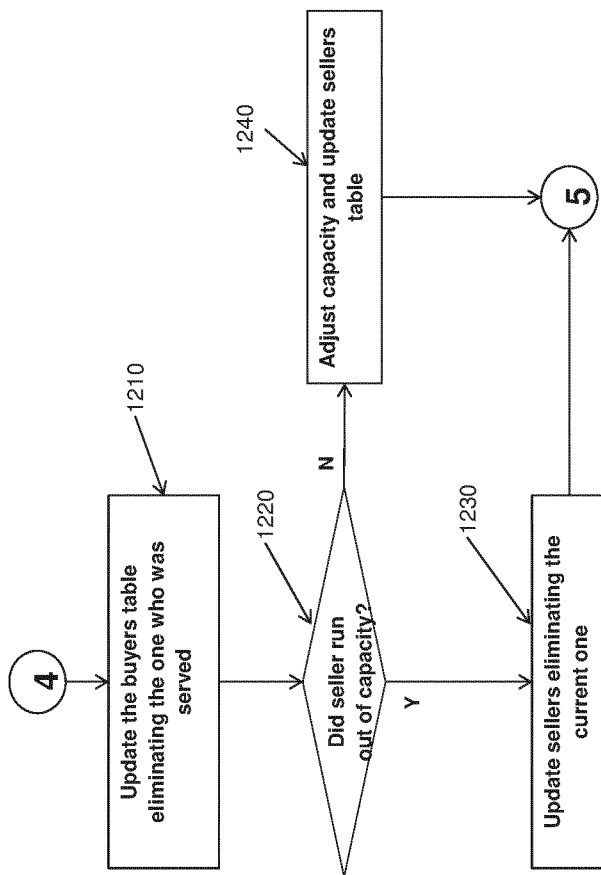 4
Update the buyers table
eliminating the one who was
served
1210
Did seller run
out of capacity?
1220
N
Y
Adjust capacity and update sellers
table
1240
Update sellers eliminating the
current one
1230
5